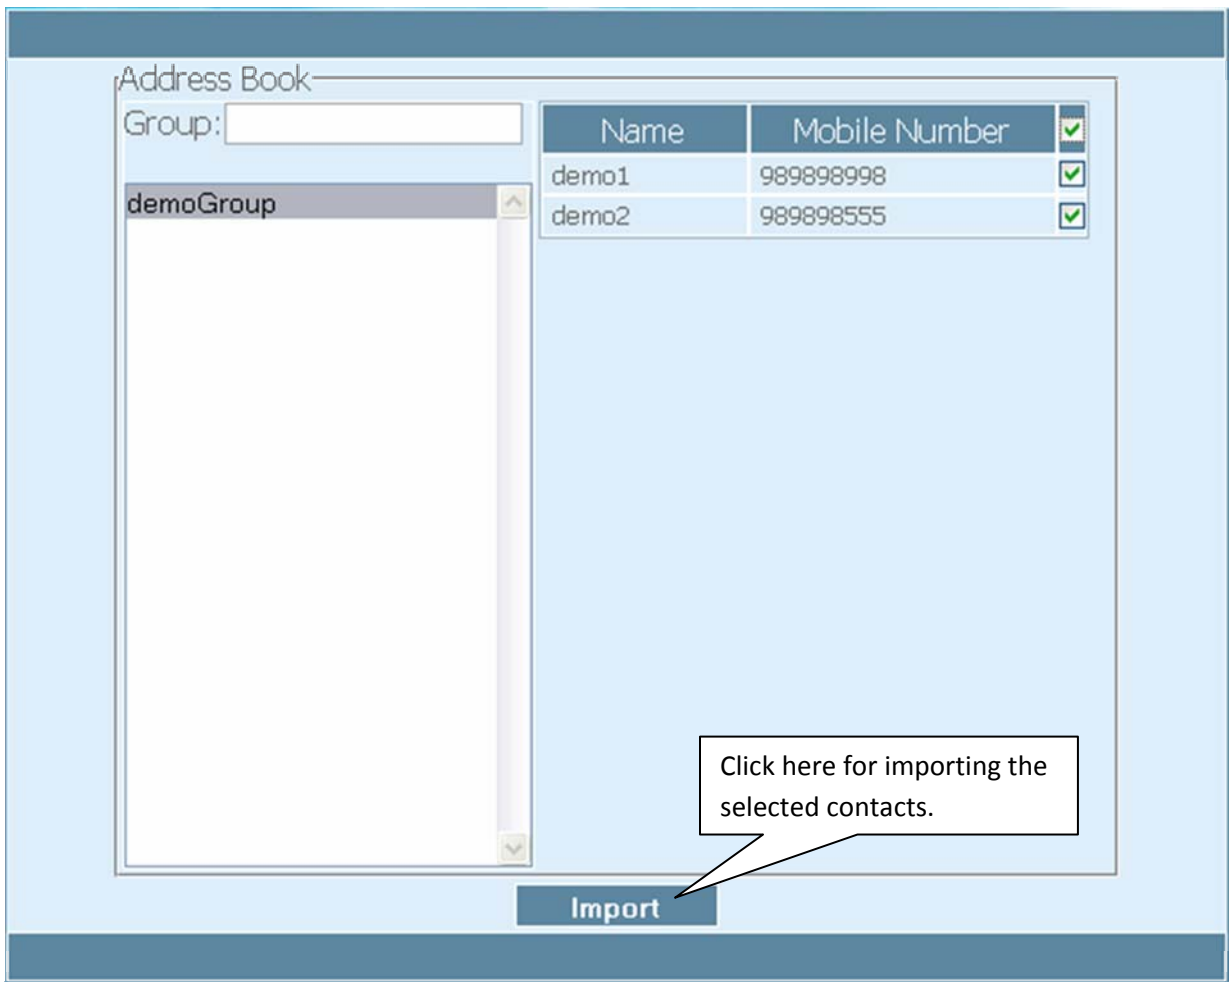 Address Book
Group:
demoGroup
Name Mobile Number
demo1 989898998
demo2 989898555
Click here for importing the
selected contacts.
Import